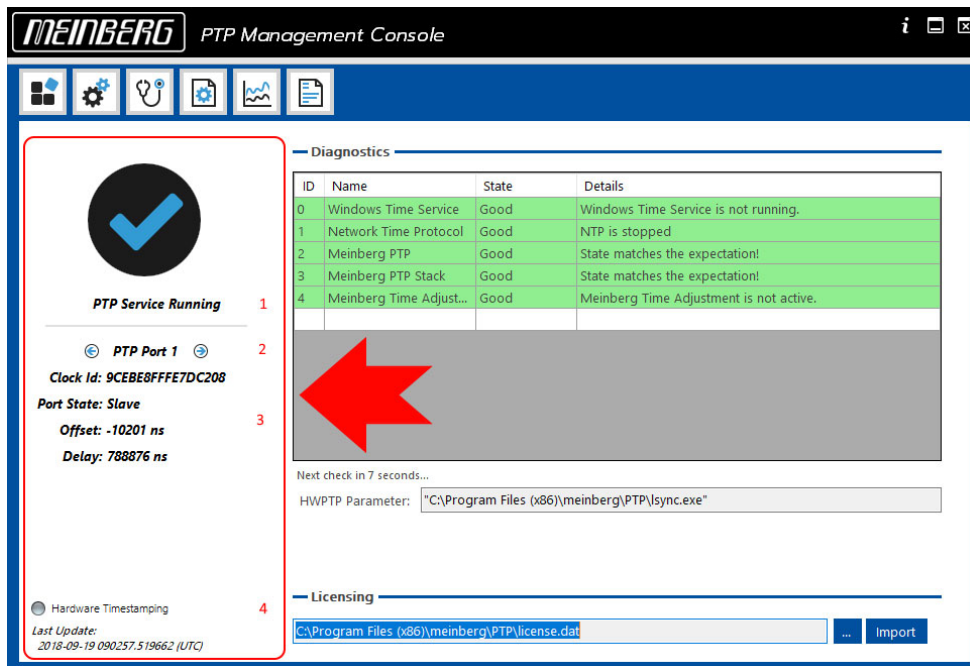 MEINBERG PTP Management Console
i
Diagnostics
ID Name State Details
0 Windows Time Service Good Windows Time Service is not running.
1 Network Time Protocol Good NTP is stopped
2 Meinberg PTP Good State matches the expectation!
3 Meinberg PTP Stack Good State matches the expectation!
4 Meinberg Time Adjust... Good Meinberg Time Adjustment is not active.
PTP Service Running 1
PTP Port 1 2
Clock Id: 9CEBE8FFFE7DC208
Port State: Slave
Offset: -10201 ns 3
Delay: 788876 ns
Next check in 7 seconds...
HWPTP Parameter: "C:\Program Files (x86)\meinberg\PTP\lsync.exe"
Hardware Timestamping 4
Last Update:
2018-09-19 090257.519662 (UTC)
Licensing
C:\Program Files (x86)\meinberg\PTP\license.dat ... Import